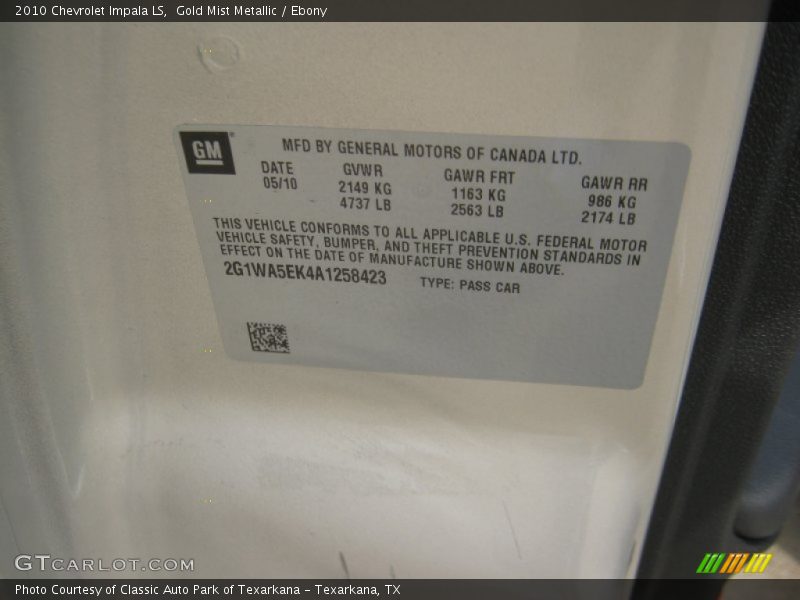 2010 Chevrolet Impala LS,  Gold Mist Metallic / Ebony
GM
MFD BY GENERAL MOTORS OF CANADA LTD.
DATE GVWR GAWR FRT GAWR RR
05/10 2149 KG 1163 KG 986 KG
4737 LB 2563 LB 2174 LB
THIS VEHICLE CONFORMS TO ALL APPLICABLE U.S. FEDERAL MOTOR
VEHICLE SAFETY, BUMPER, AND THEFT PREVENTION STANDARDS IN
EFFECT ON THE DATE OF MANUFACTURE SHOWN ABOVE.
2G1WA5EK4A1258423 TYPE: PASS CAR
GTCARLOT.COM
Photo Courtesy of Classic Auto Park of Texarkana - Texarkana, TX